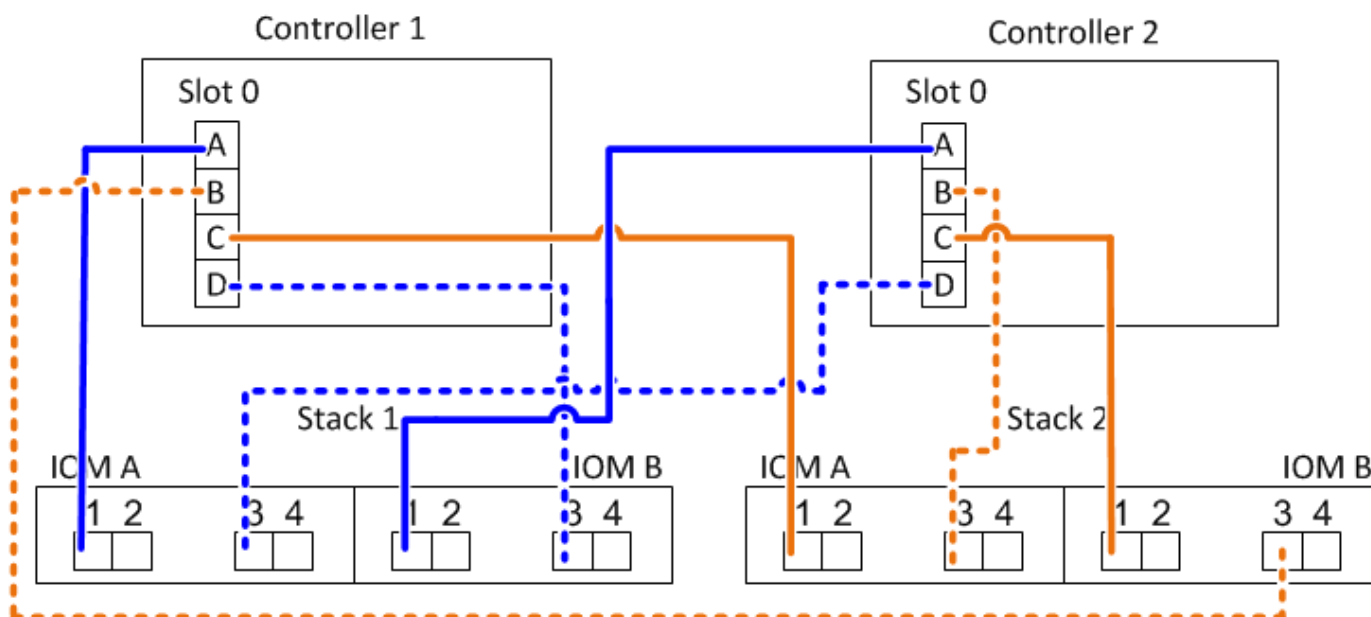 Controller 1
Controller 2
Slot 0
Slot 0
A
A
B
B
C
C
D
D
Stack 1
Stack 2
IOM A
IOM B
IOM A
IOM B
1 2
3 4
1 2
3 4
1 2
3 4
1 2
3 4